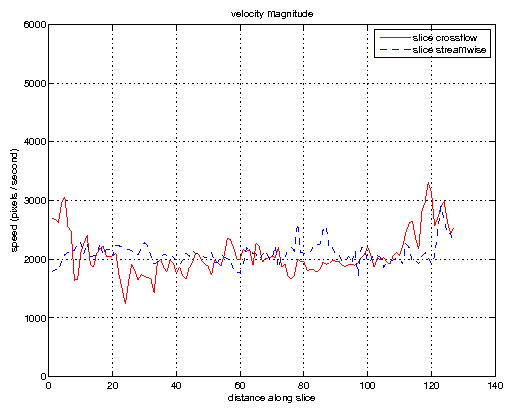 velocity magnitude
6000
slice crossflow
slice streamwise
5000
4000
3000
2000
1000
0
speed (pixels / second)
0 20 40 60 80 100 120 140
distance along slice